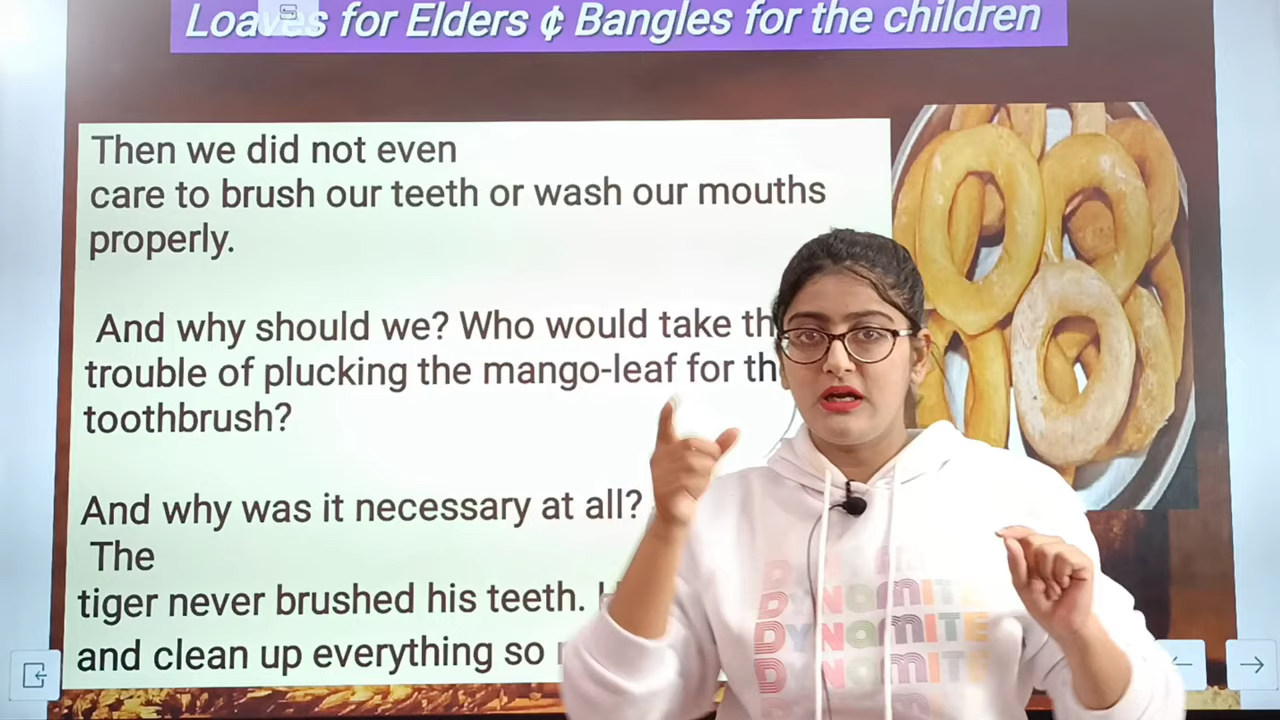 Loaves for Elders ¢ Bangles for the children
Then we did not even
care to brush our teeth or wash our mouths
properly.
And why should we? Who would take
trouble of plucking the mango-leaf for
toothbrush?
And why was it necessary at all?
The
tiger never brushed his teeth.
and clean up everything so
DYNAMITE
DYNAMITE
DYNAMITE